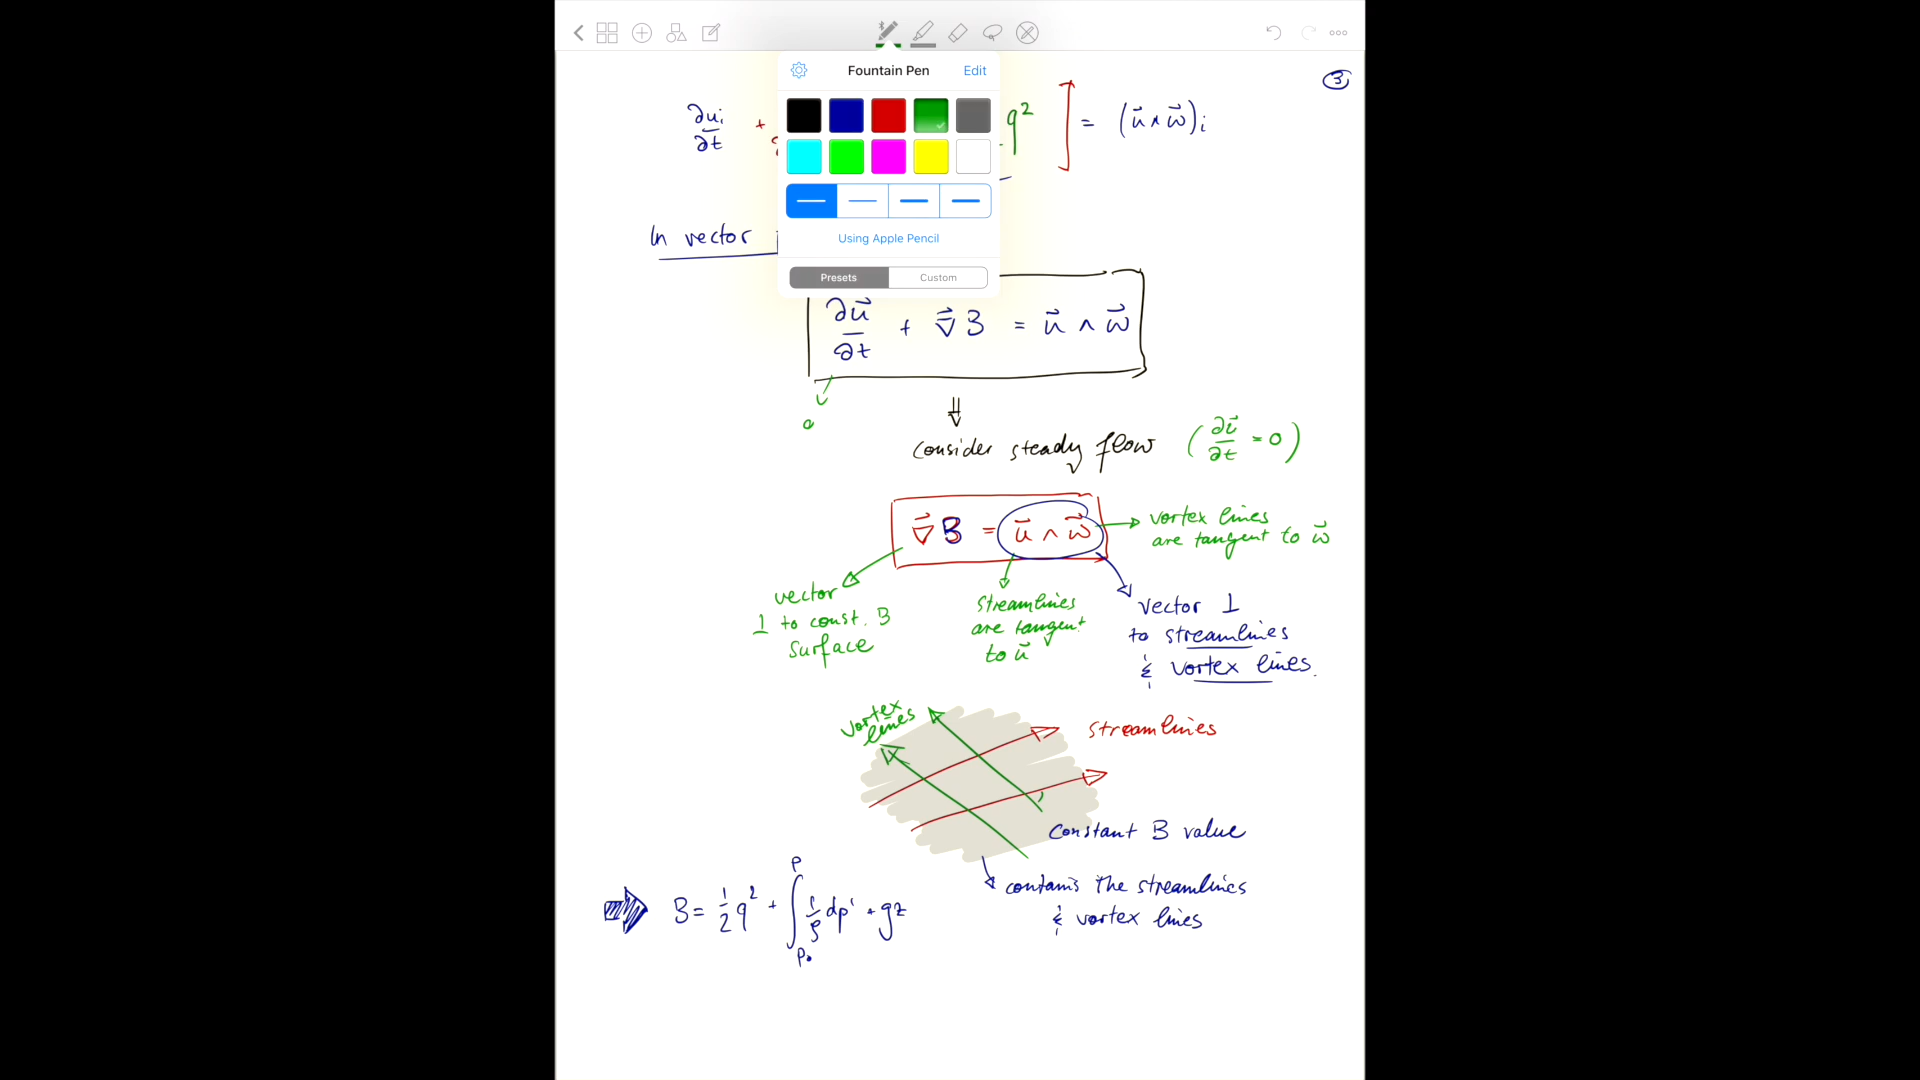 Fountain Pen Edit
③
∂uᵢ/∂t + q² ] = (u⃗ ∧ ω⃗)ᵢ
Using Apple Pencil
In vector
Presets Custom
∂u⃗/∂t + ∇⃗B = u⃗ ∧ ω⃗
0
⇓
Consider steady flow (∂u⃗/∂t = 0)
∇⃗B = u⃗ ∧ ω⃗
vortex lines
are tangent to ω⃗
vector
⊥ to const. B
surface
Streamlines
are tangent
to u⃗
vector ⊥
to streamlines
& vortex lines.
vortex
lines
streamlines
Constant B value
contains the streamlines
& vortex lines
⇒ B = ½q² + ∫ₚ₀ᵖ 1/ρ dp' + gz